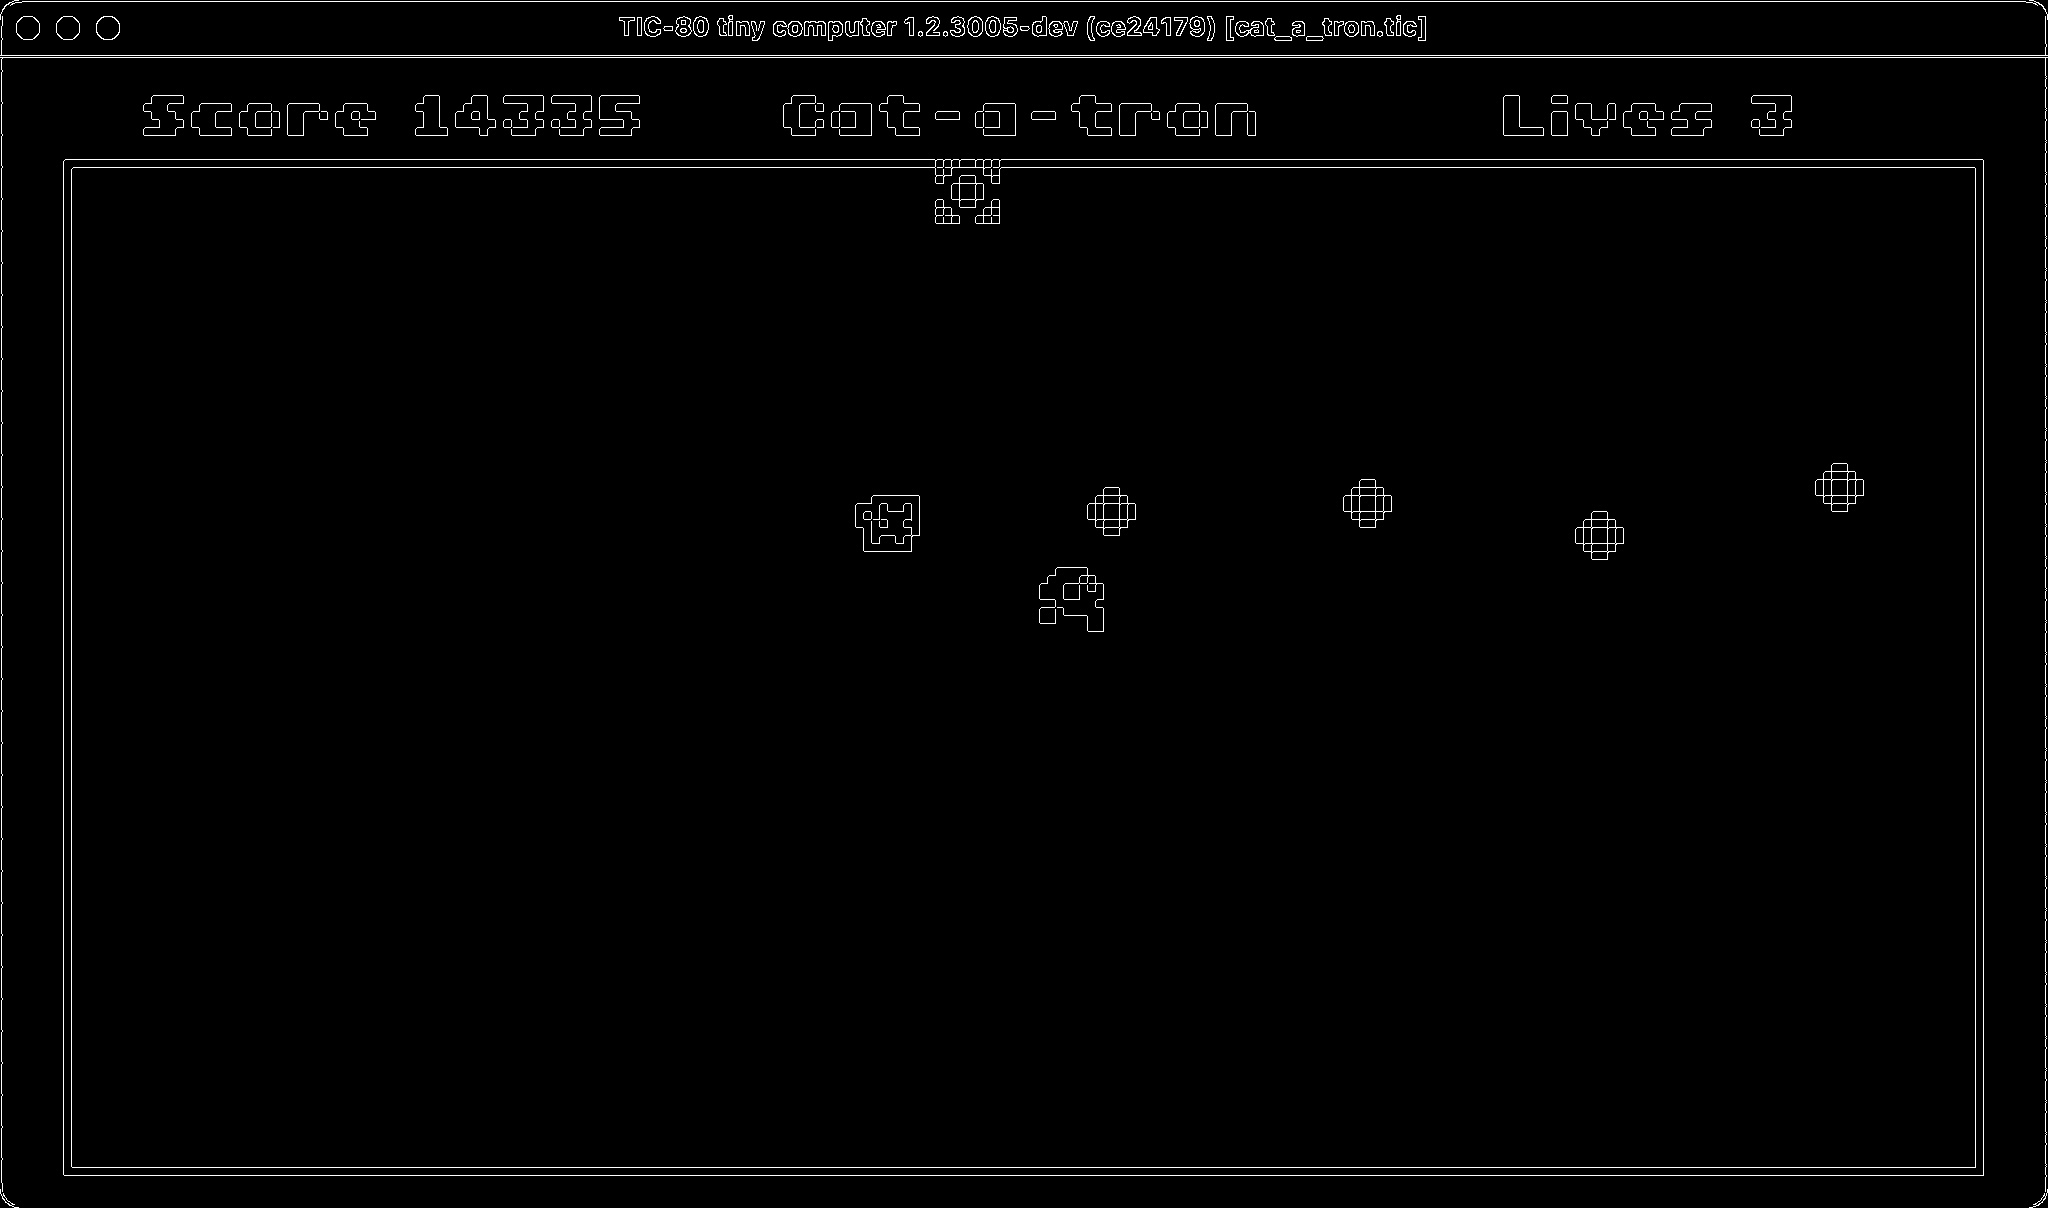 TIC-80 tiny computer 1.2.3005-dev (ce24179) [cat_a_tron.tic]
Score 14335 Cat-a-tron Lives 3